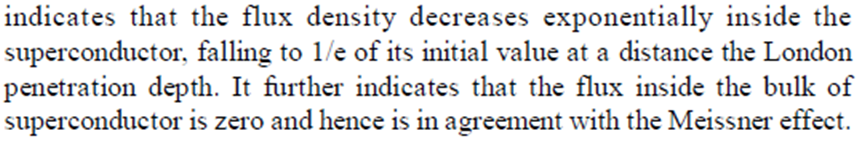 indicates that the flux density decreases exponentially inside the
superconductor, falling to 1/e of its initial value at a distance the London
penetration depth. It further indicates that the flux inside the bulk of
superconductor is zero and hence is in agreement with the Meissner effect.